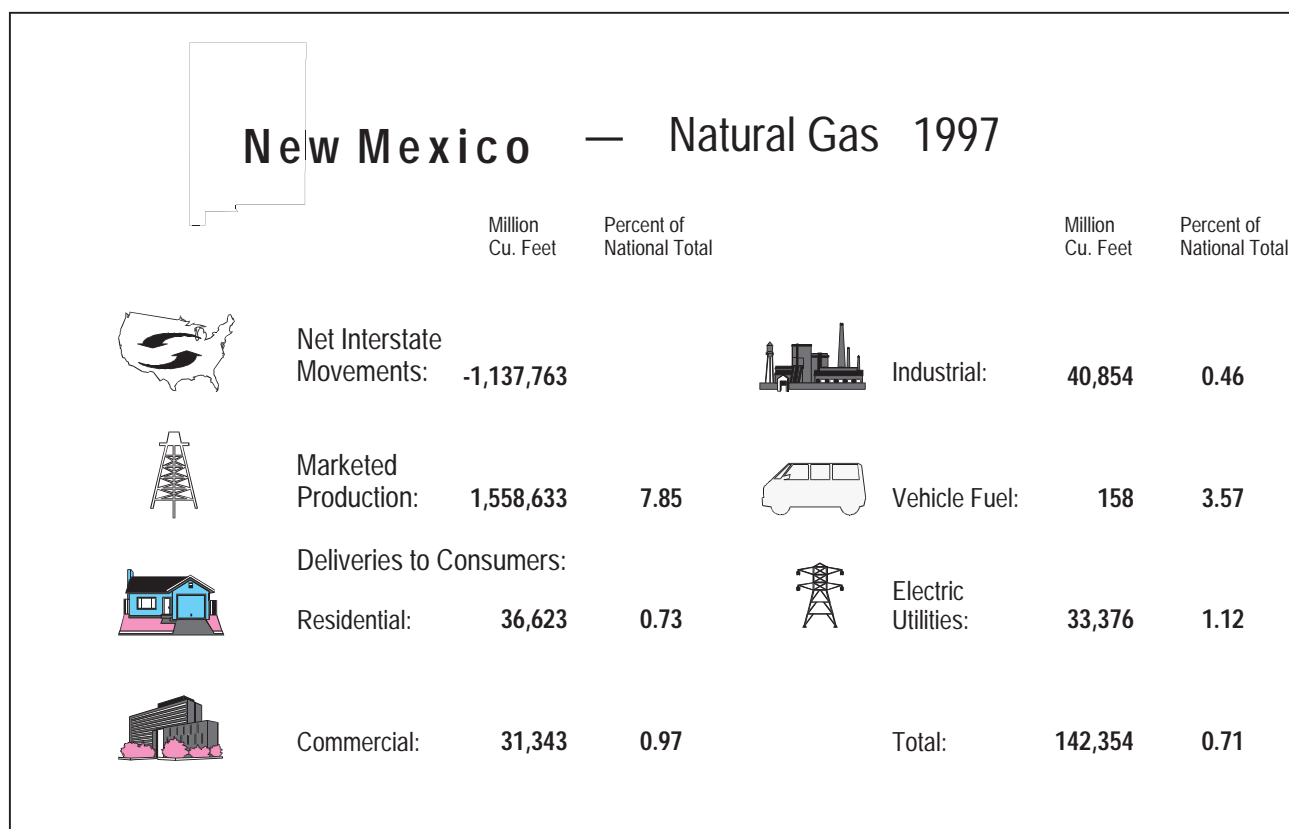 New Mexico — Natural Gas 1997
Million Cu. Feet
Percent of National Total
Million Cu. Feet
Percent of National Total
Net Interstate
Movements: -1,137,763
Marketed
Production: 1,558,633 7.85
Deliveries to Consumers:
Residential: 36,623 0.73
Commercial: 31,343 0.97
Industrial: 40,854 0.46
Vehicle Fuel: 158 3.57
Electric
Utilities: 33,376 1.12
Total: 142,354 0.71